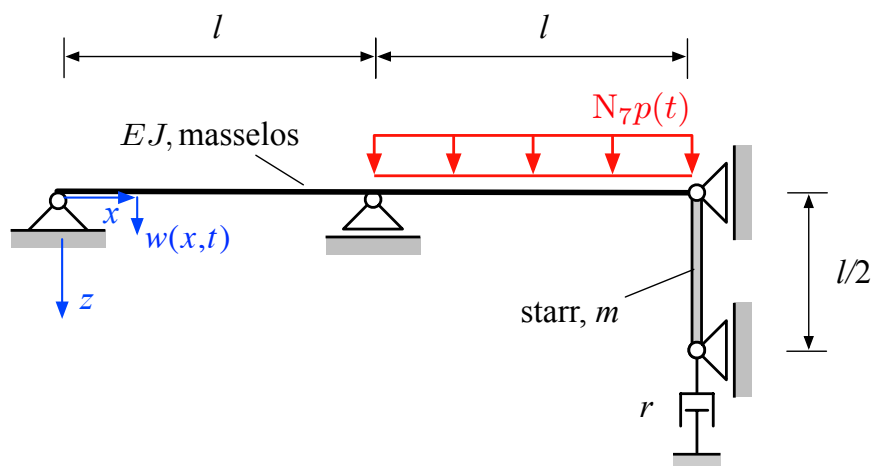 l
l
N₇p(t)
EJ, masselos
x
w(x,t)
z
l/2
starr, m
r